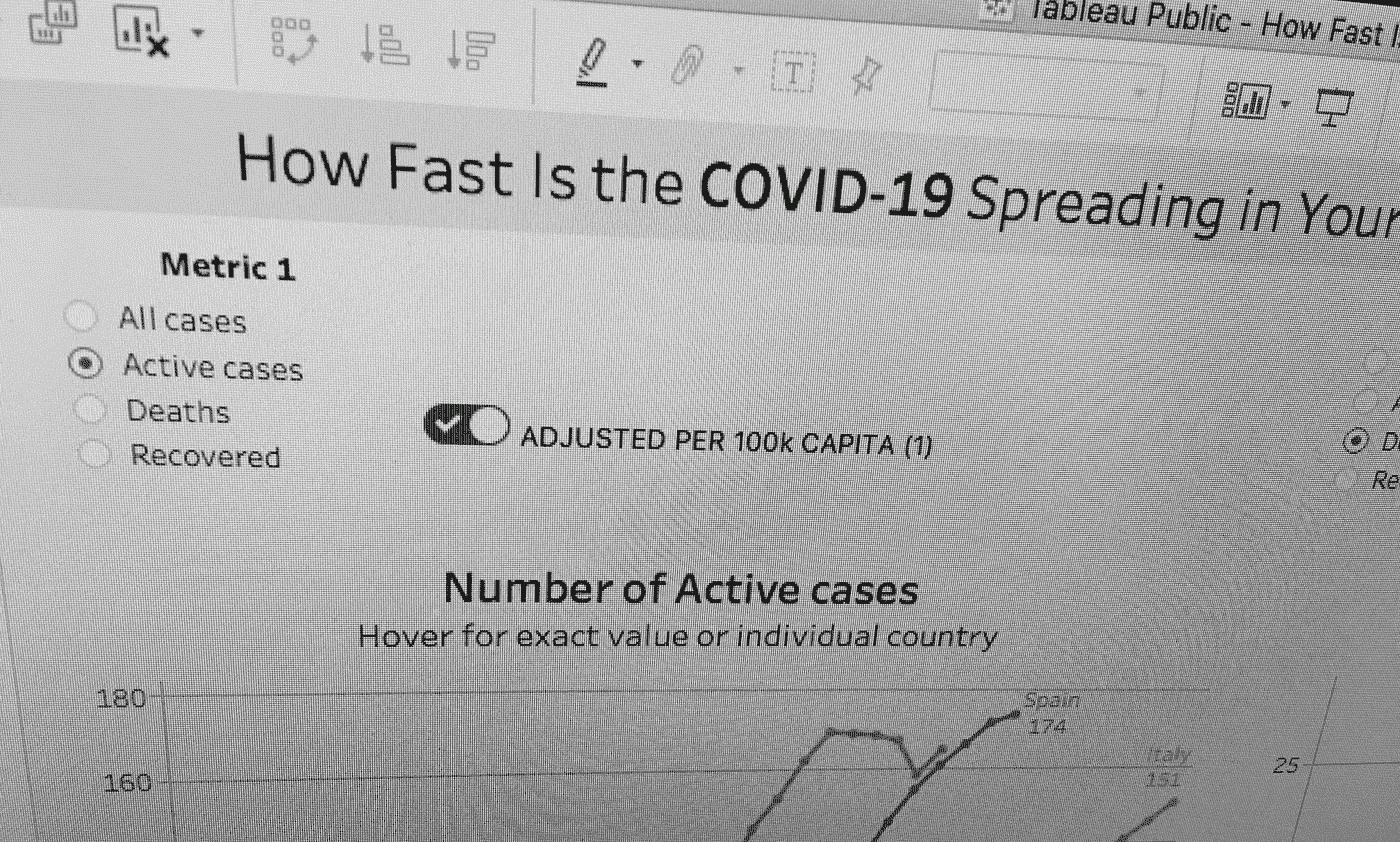 Tableau Public - How Fast I
T
How Fast Is the COVID-19 Spreading in Your
Metric 1
All cases
Active cases
Deaths
Recovered
ADJUSTED PER 100k CAPITA (1)
A
D
Re
Number of Active cases
Hover for exact value or individual country
180
160
Spain
174
Italy
151
25